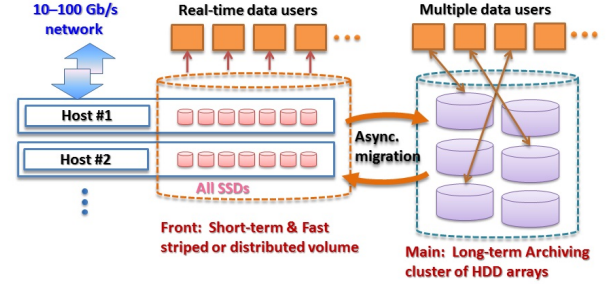 10–100 Gb/s
network
Real-time data users
Multiple data users
Host #1
Host #2
All SSDs
Async.
migration
Front:  Short-term & Fast
striped or distributed volume
Main:  Long-term Archiving
cluster of HDD arrays